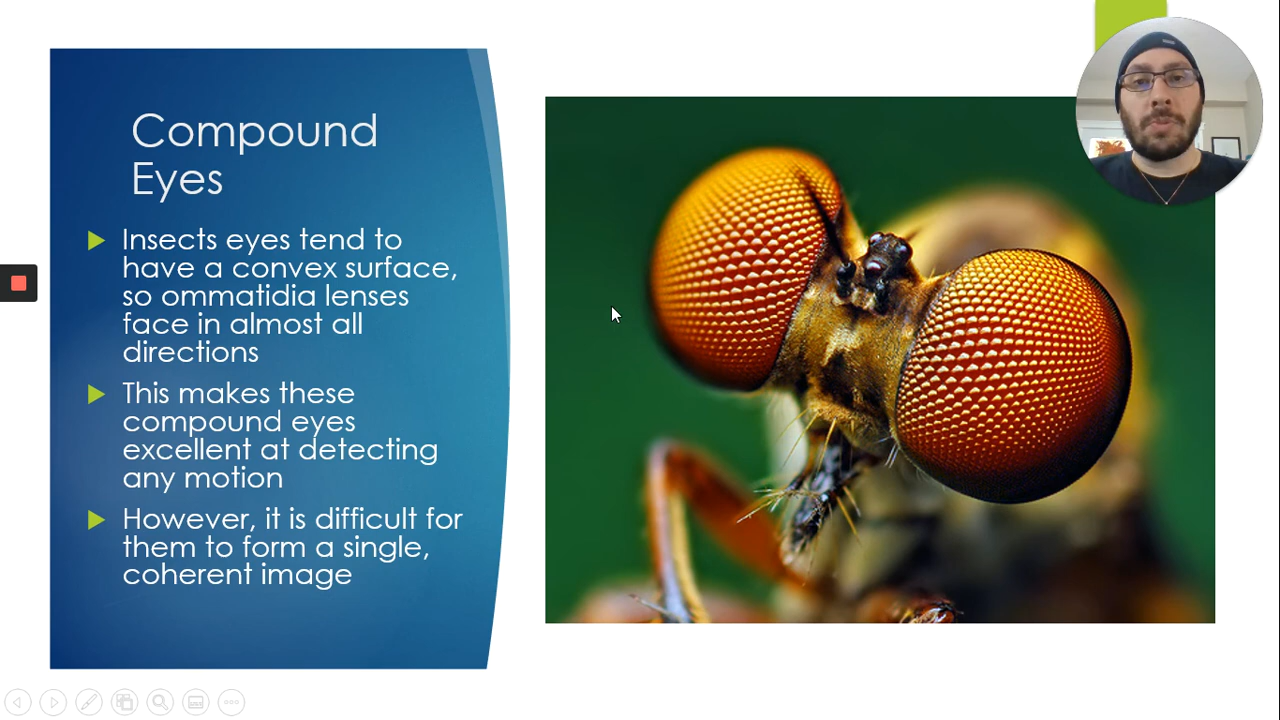 Compound
Eyes
Insects eyes tend to
have a convex surface,
so ommatidia lenses
face in almost all
directions
This makes these
compound eyes
excellent at detecting
any motion
However, it is difficult for
them to form a single,
coherent image